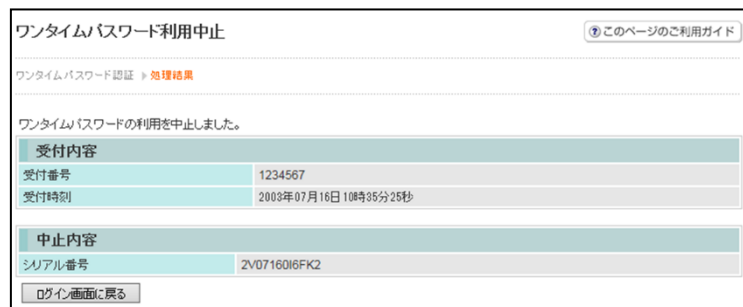 ワンタイムパスワード利用中止
?このページのご利用ガイド
ワンタイムパスワード認証 ▶ 処理結果
ワンタイムパスワードの利用を中止しました。
受付内容
受付番号 1234567
受付時刻 2003年07月16日10時35分25秒
中止内容
シリアル番号 2V07160I6FK2
ログイン画面に戻る